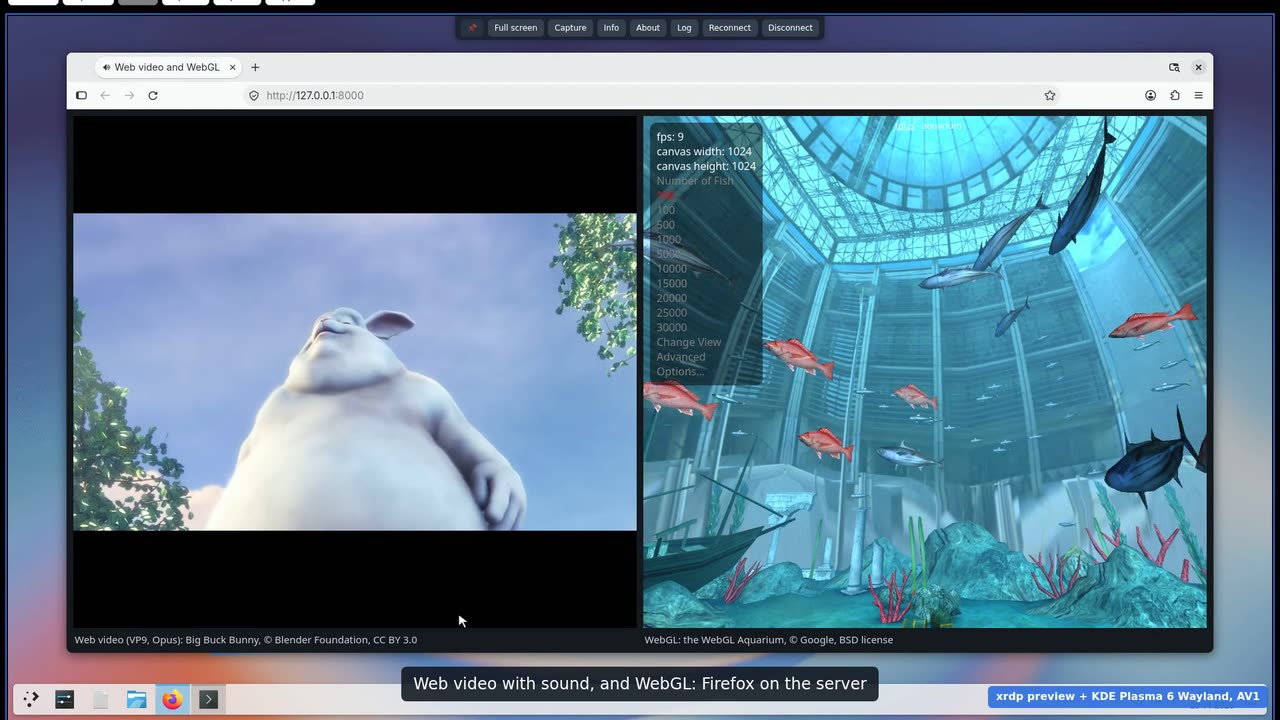 Full screen
Capture
Info
About
Log
Reconnect
Disconnect
Web video and WebGL
http://127.0.0.1:8000
aquarium
fps: 9
canvas width: 1024
canvas height: 1024
Number of Fish
100
500
1000
5000
10000
15000
20000
25000
30000
Change View
Advanced
Options...
Web video (VP9, Opus): Big Buck Bunny, © Blender Foundation, CC BY 3.0
WebGL: the WebGL Aquarium, © Google, BSD license
Web video with sound, and WebGL: Firefox on the server
xrdp preview + KDE Plasma 6 Wayland, AV1